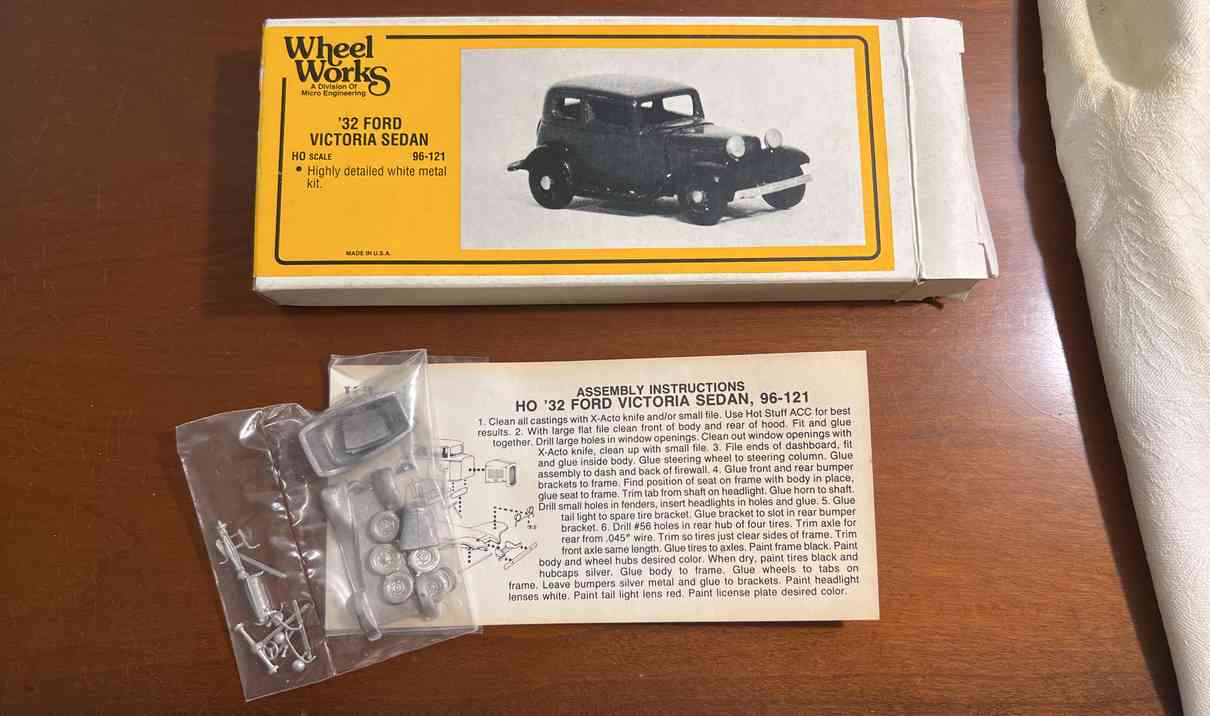 Wheel
Works
A Division Of
Micro Engineering
'32 FORD
VICTORIA SEDAN
HO SCALE 96-121
• Highly detailed white metal
kit.
MADE IN U.S.A.
ASSEMBLY INSTRUCTIONS
HO '32 FORD VICTORIA SEDAN, 96-121
1. Clean all castings with X-Acto knife and/or small file. Use Hot Stuff ACC for best
results. 2. With large flat file clean front of body and rear of hood. Fit and glue
together. Drill large holes in window openings. Clean out window openings with
X-Acto knife, clean up with small file. 3. File ends of dashboard, fit
and glue inside body. Glue steering wheel to steering column. Glue
assembly to dash and back of firewall. 4. Glue front and rear bumper
brackets to frame. Find position of seat on frame with body in place,
glue seat to frame. Trim tab from shaft on headlight. Glue horn to shaft.
Drill small holes in fenders, insert headlights in holes and glue. 5. Glue
tail light to spare tire bracket. Glue bracket to slot in rear bumper
bracket. 6. Drill #56 holes in rear hub of four tires. Trim axle for
rear from .045" wire. Trim so tires just clear sides of frame. Trim
front axle same length. Glue tires to axles. Paint frame black. Paint
body and wheel hubs desired color. When dry, paint tires black and
hubcaps silver. Glue body to frame. Glue wheels to tabs on
frame. Leave bumpers silver metal and glue to brackets. Paint headlight
lenses white. Paint tail light lens red. Paint license plate desired color.